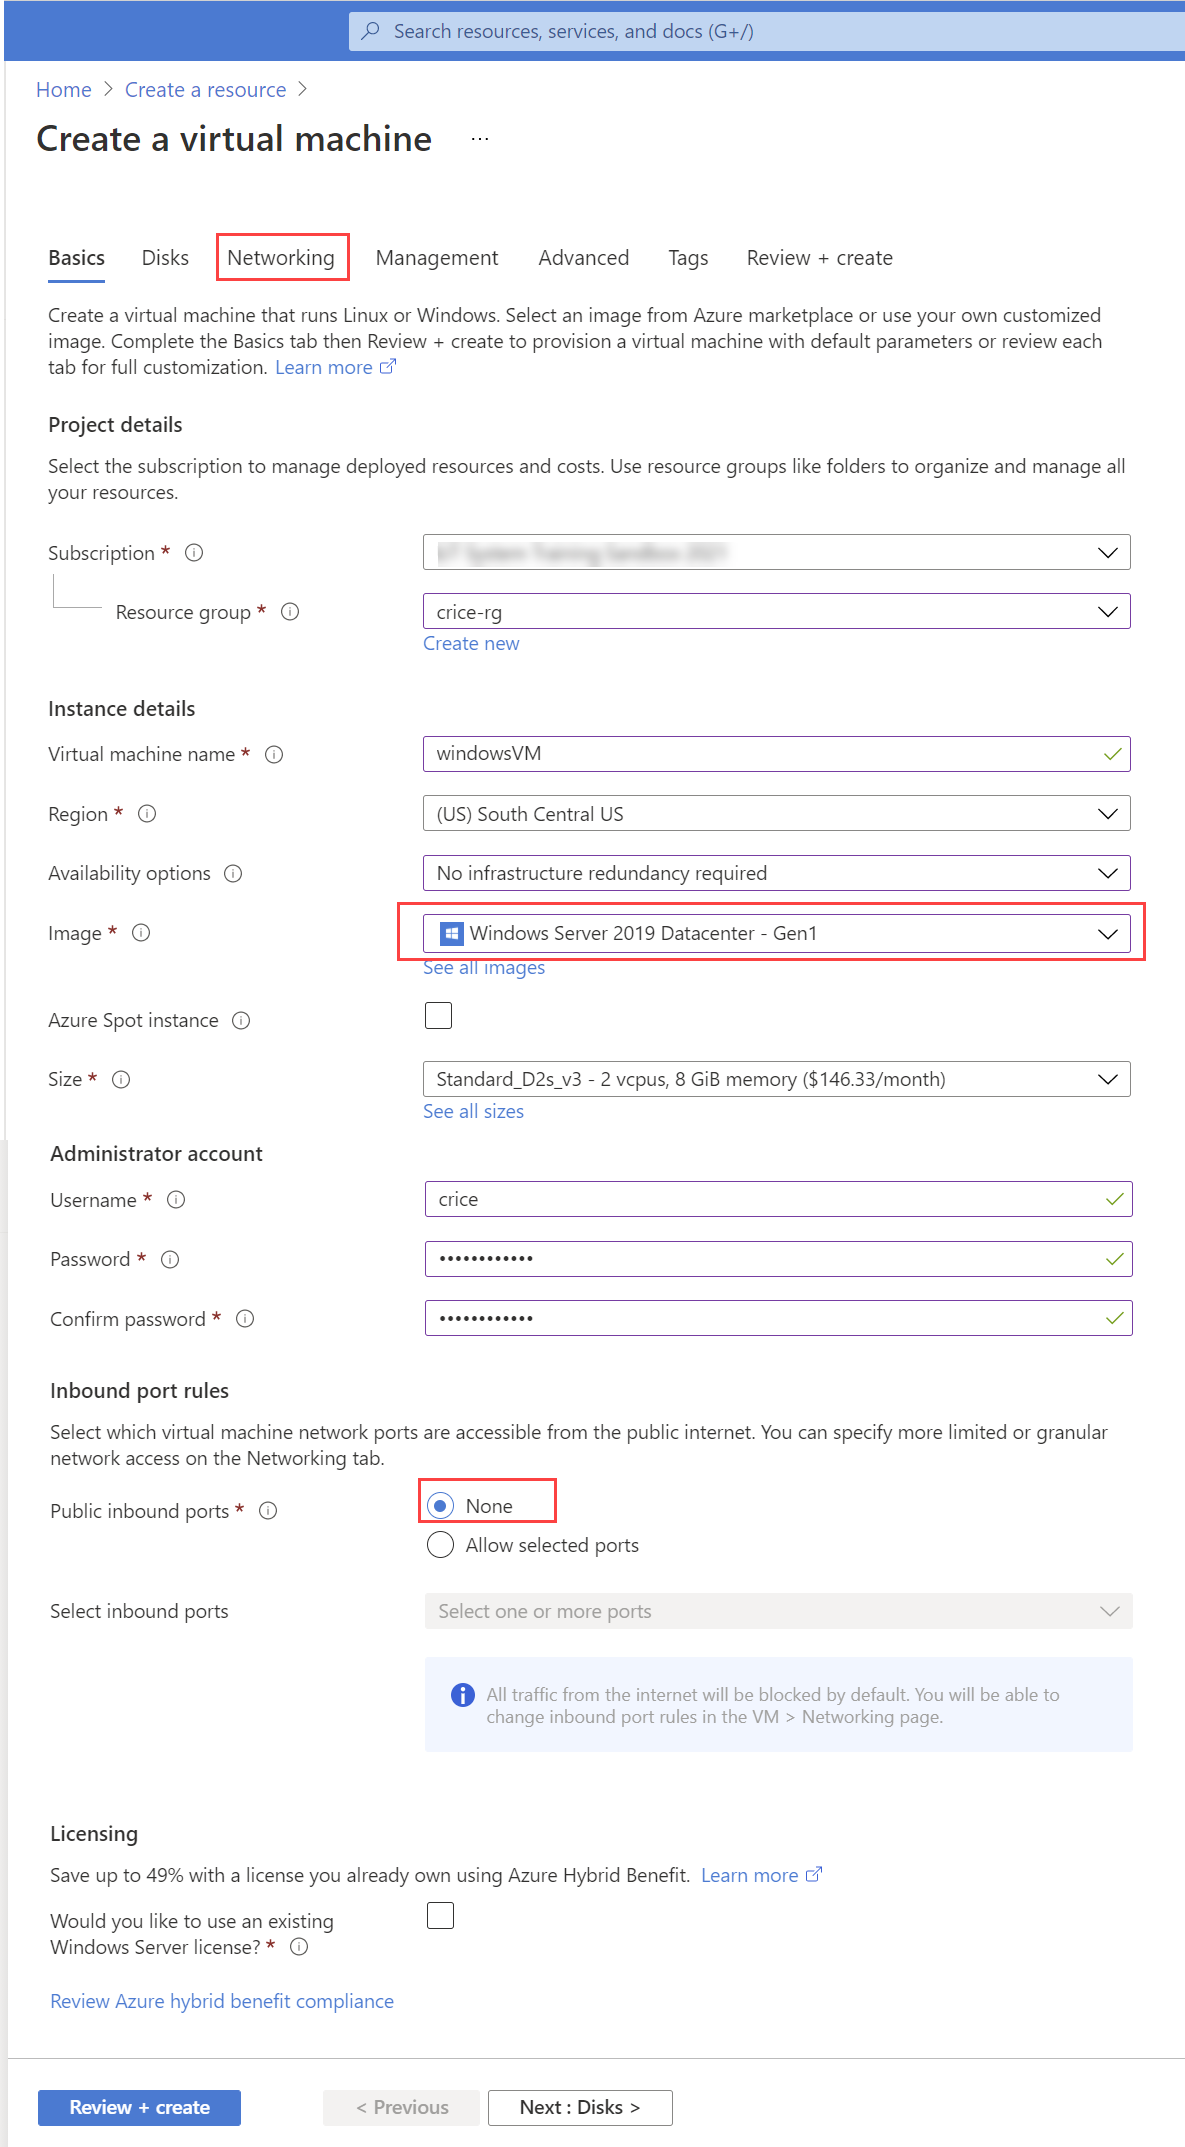 Search resources, services, and docs (G+/)
Home > Create a resource >
Create a virtual machine ...
Basics Disks Networking Management Advanced Tags Review + create
Create a virtual machine that runs Linux or Windows. Select an image from Azure marketplace or use your own customized
image. Complete the Basics tab then Review + create to provision a virtual machine with default parameters or review each
tab for full customization. Learn more
Project details
Select the subscription to manage deployed resources and costs. Use resource groups like folders to organize and manage all
your resources.
Subscription *
Resource group * crice-rg
Create new
Instance details
Virtual machine name * windowsVM
Region * (US) South Central US
Availability options No infrastructure redundancy required
Image * Windows Server 2019 Datacenter - Gen1
See all images
Azure Spot instance
Size * Standard_D2s_v3 - 2 vcpus, 8 GiB memory ($146.33/month)
See all sizes
Administrator account
Username * crice
Password * ••••••••••••
Confirm password * ••••••••••••
Inbound port rules
Select which virtual machine network ports are accessible from the public internet. You can specify more limited or granular
network access on the Networking tab.
Public inbound ports * None
Allow selected ports
Select inbound ports Select one or more ports
All traffic from the internet will be blocked by default. You will be able to
change inbound port rules in the VM > Networking page.
Licensing
Save up to 49% with a license you already own using Azure Hybrid Benefit. Learn more
Would you like to use an existing
Windows Server license? *
Review Azure hybrid benefit compliance
Review + create < Previous Next : Disks >